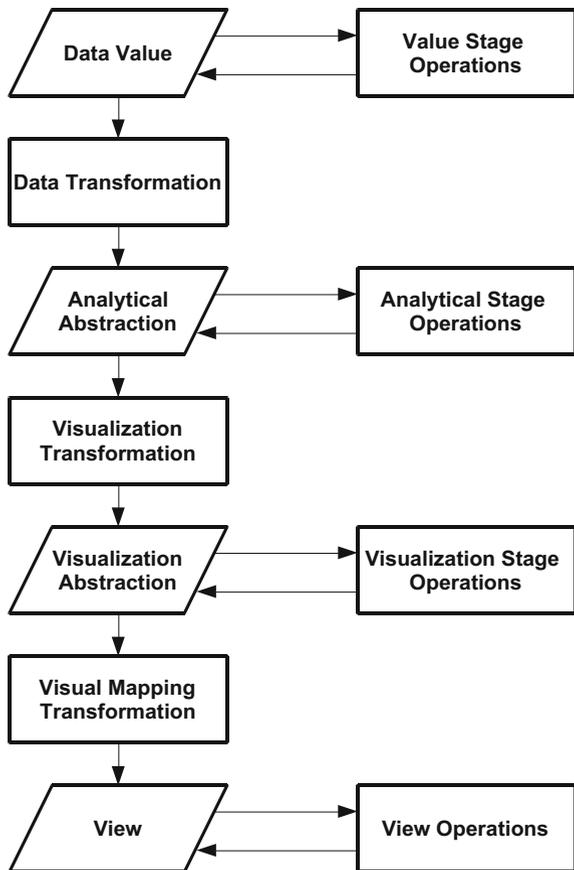 Data Value
Value Stage
Operations
Data Transformation
Analytical
Abstraction
Analytical Stage
Operations
Visualization
Transformation
Visualization
Abstraction
Visualization Stage
Operations
Visual Mapping
Transformation
View
View Operations